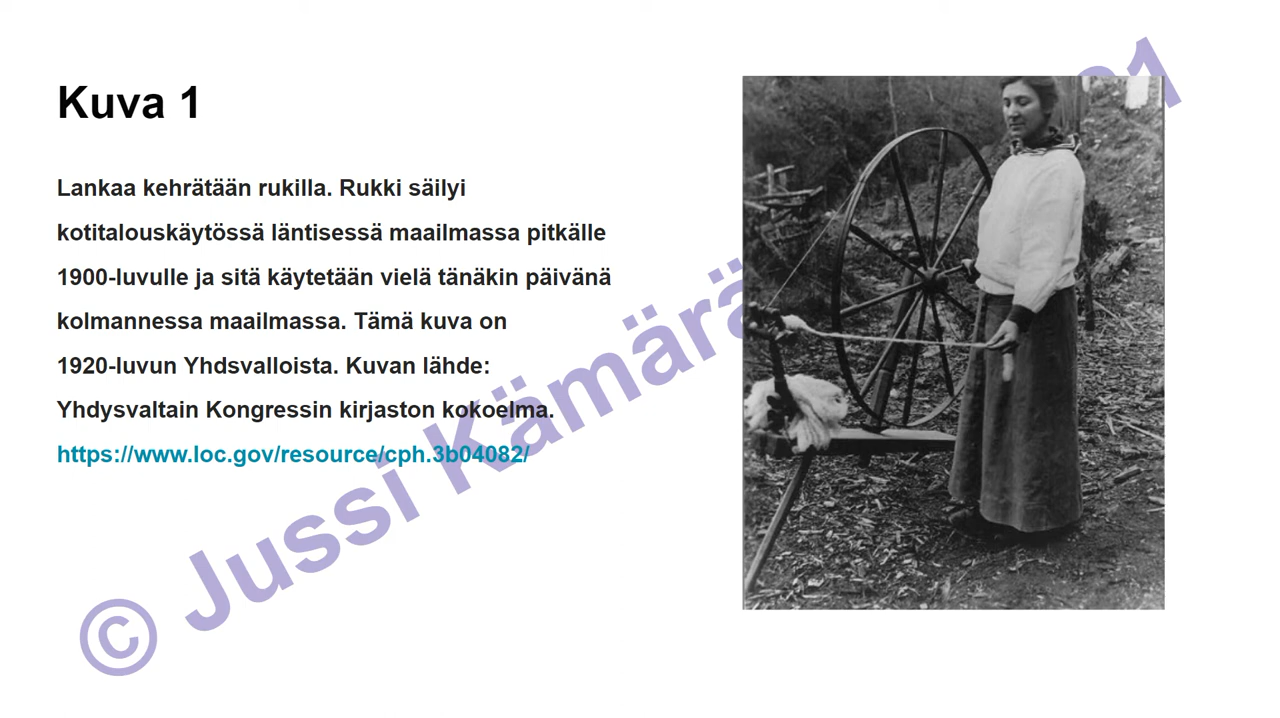 Kuva 1
Lankaa kehrätään rukilla. Rukki säilyi
kotitalouskäytössä läntisessä maailmassa pitkälle
1900-luvulle ja sitä käytetään vielä tänäkin päivänä
kolmannessa maailmassa. Tämä kuva on
1920-luvun Yhdsvalloista. Kuvan lähde:
Yhdysvaltain Kongressin kirjaston kokoelma.
https://www.loc.gov/resource/cph.3b04082/
© Jussi